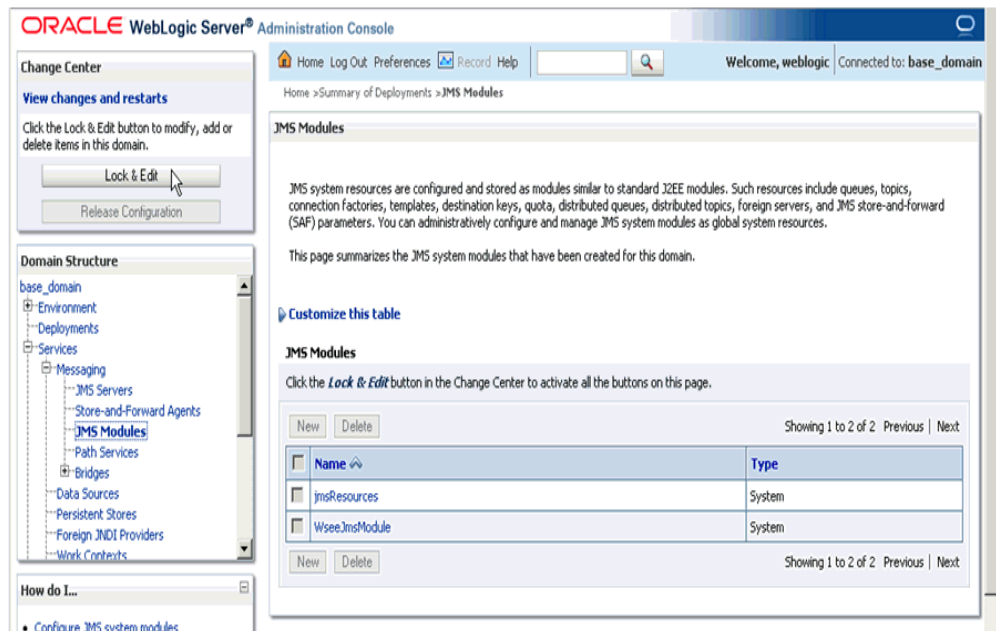 ORACLE WebLogic Server® Administration Console
Change Center
View changes and restarts
Click the Lock & Edit button to modify, add or
delete items in this domain.
Lock & Edit
Release Configuration
Domain Structure
base_domain
Environment
Deployments
Services
Messaging
JMS Servers
Store-and-Forward Agents
JMS Modules
Path Services
Bridges
Data Sources
Persistent Stores
Foreign JNDI Providers
Work Contexts
How do I...
Configure JMS system modules
Home Log Out Preferences Record Help
Welcome, weblogic Connected to: base_domain
Home >Summary of Deployments >JMS Modules
JMS Modules
JMS system resources are configured and stored as modules similar to standard J2EE modules. Such resources include queues, topics,
connection factories, templates, destination keys, quota, distributed queues, distributed topics, foreign servers, and JMS store-and-forward
(SAF) parameters. You can administratively configure and manage JMS system modules as global system resources.
This page summarizes the JMS system modules that have been created for this domain.
Customize this table
JMS Modules
Click the Lock & Edit button in the Change Center to activate all the buttons on this page.
New Delete Showing 1 to 2 of 2 Previous | Next
Name Type
jmsResources System
WseeJmsModule System
New Delete Showing 1 to 2 of 2 Previous | Next